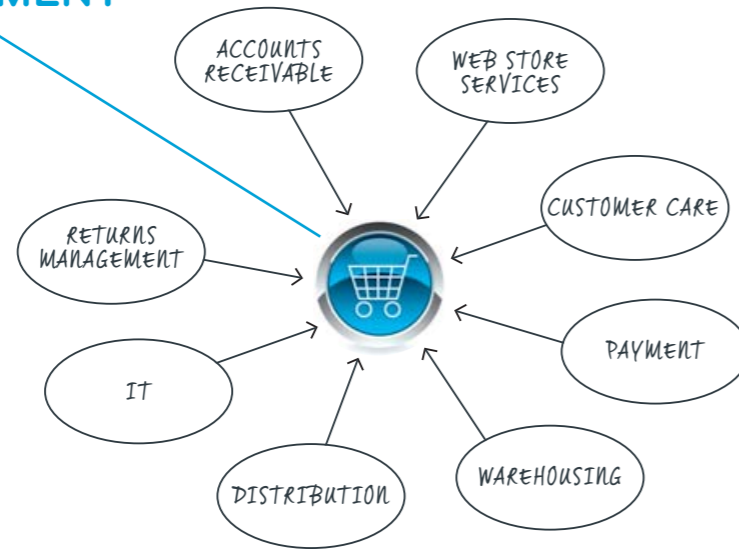 ACCOUNTS
RECEIVABLE
WEB STORE
SERVICES
CUSTOMER CARE
RETURNS
MANAGEMENT
PAYMENT
IT
WAREHOUSING
DISTRIBUTION